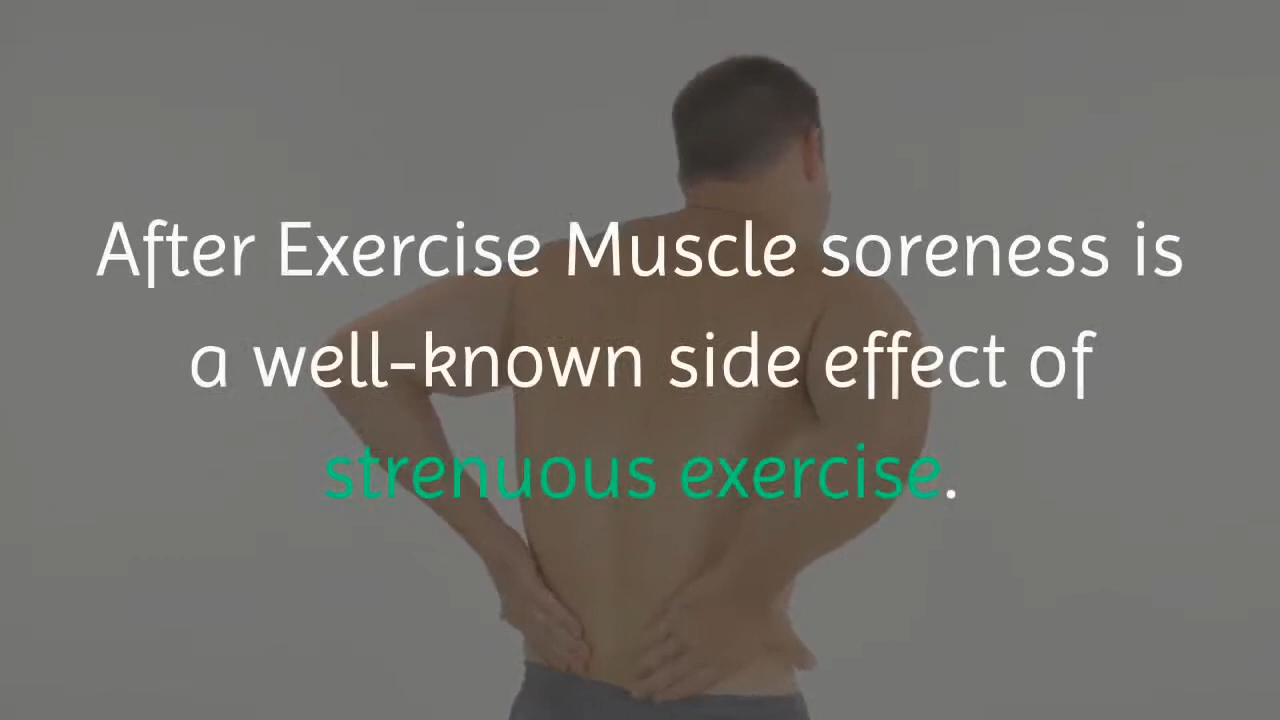 After Exercise Muscle soreness is
a well-known side effect of
strenuous exercise.